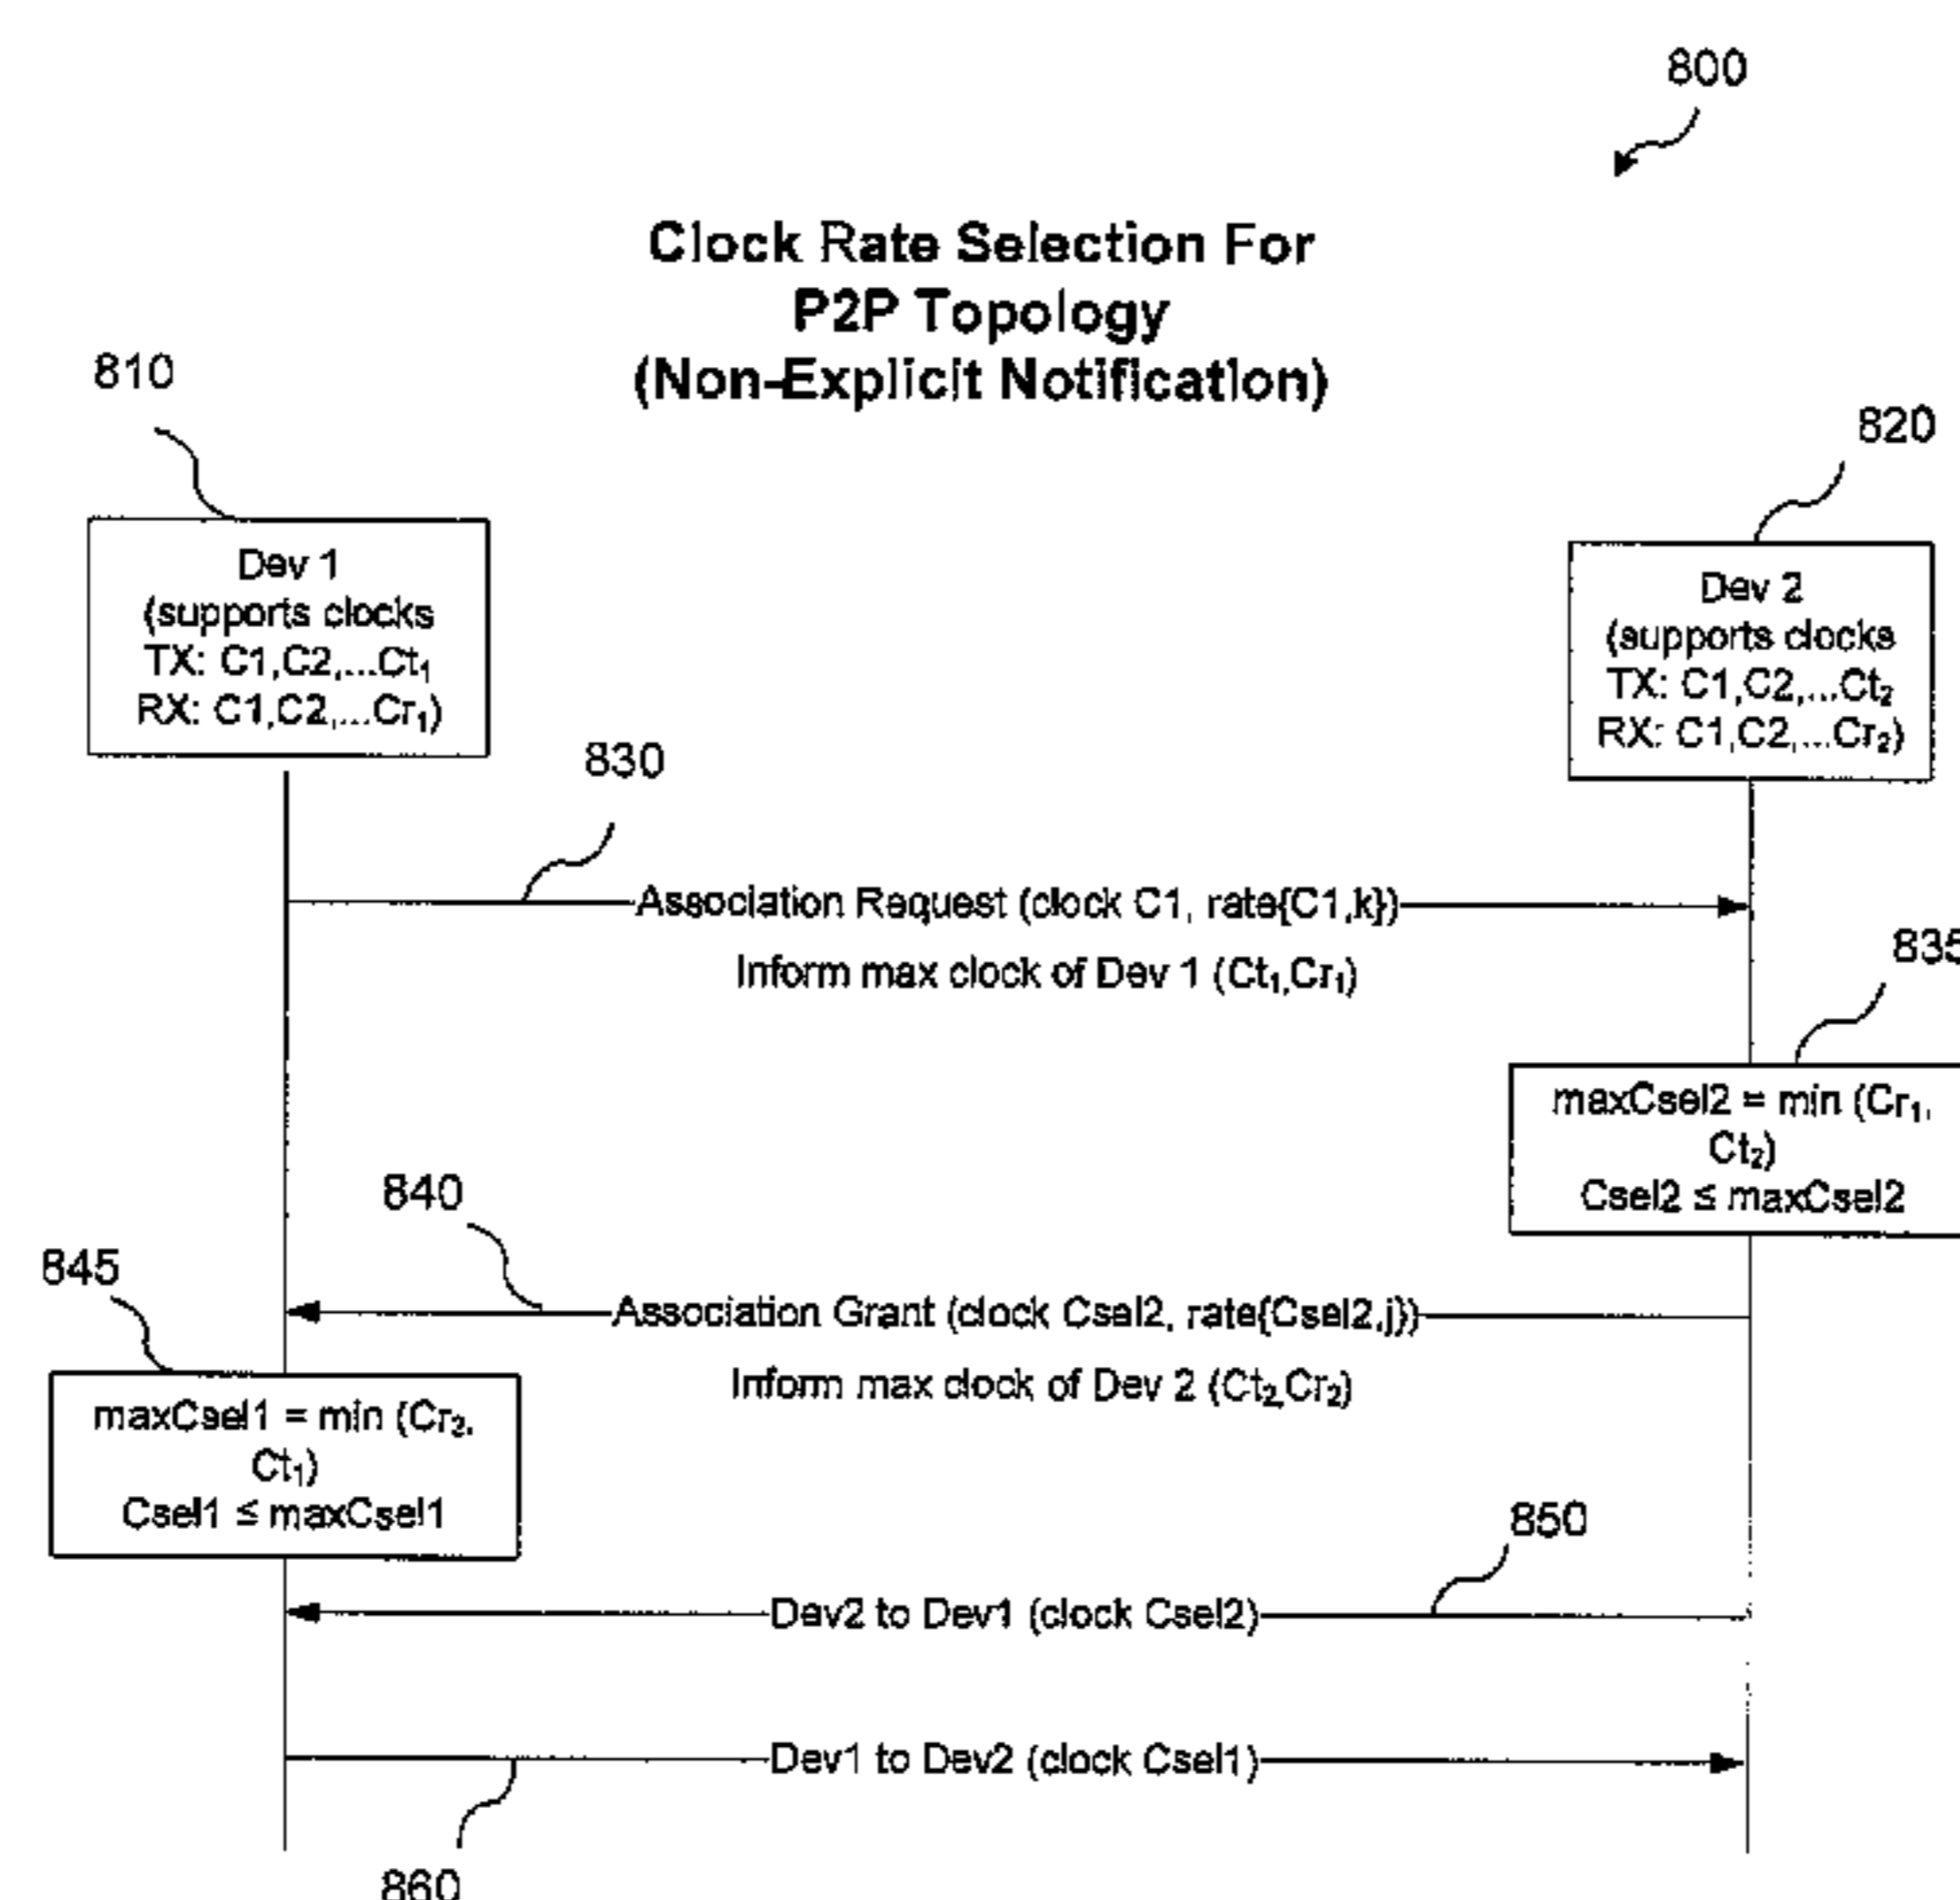 800
Clock Rate Selection For
P2P Topology
(Non-Explicit Notification)
810
820
Dev 1
(supports clocks
TX: C1,C2,...Ct₁
RX: C1,C2,...Cr₁)
Dev 2
(supports clocks
TX: C1,C2,...Ct₂
RX: C1,C2,...Cr₂)
830
Association Request (clock C1, rate{C1,k})
Inform max clock of Dev 1 (Ct₁,Cr₁)
835
maxCsel2 = min (Cr₁,
Ct₂)
Csel2 ≤ maxCsel2
840
Association Grant (clock Csel2, rate{Csel2,j})
Inform max clock of Dev 2 (Ct₂,Cr₂)
845
maxCsel1 = min (Cr₂,
Ct₁)
Csel1 ≤ maxCsel1
850
Dev2 to Dev1 (clock Csel2)
Dev1 to Dev2 (clock Csel1)
860